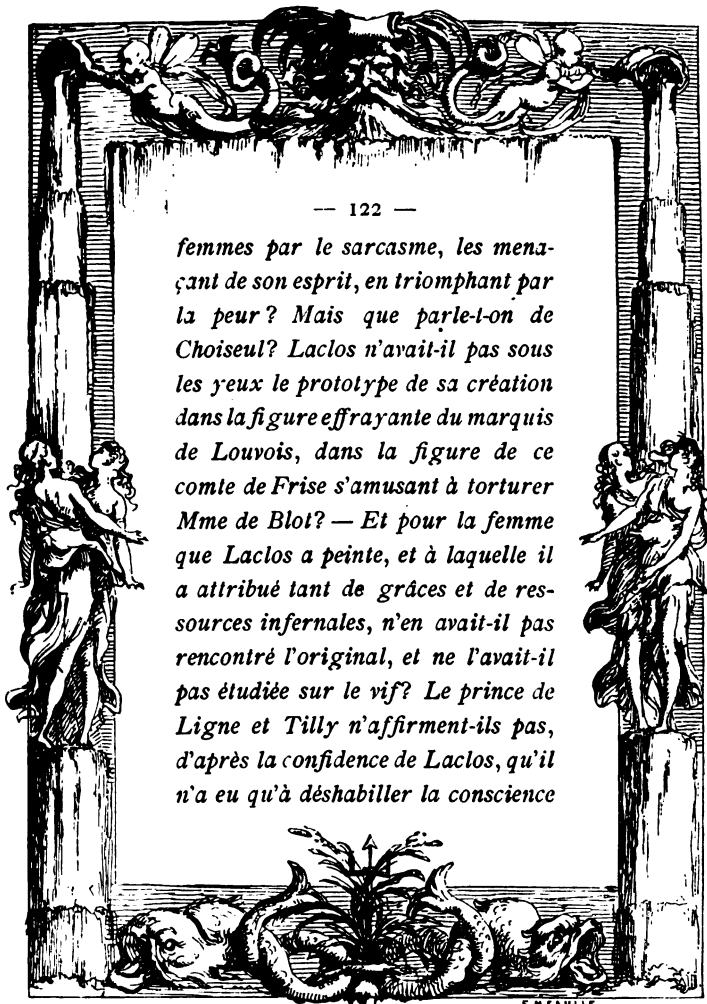 — 122 —
femmes par le sarcasme, les mena-
çant de son esprit, en triomphant par
la peur ? Mais que parle-t-on de
Choiseul? Laclos n'avait-il pas sous
les yeux le prototype de sa création
dans la figure effrayante du marquis
de Louvois, dans la figure de ce
comte de Frise s'amusant à torturer
Mme de Blot? — Et pour la femme
que Laclos a peinte, et à laquelle il
a attribué tant de grâces et de res-
sources infernales, n'en avait-il pas
rencontré l'original, et ne l'avait-il
pas étudiée sur le vif? Le prince de
Ligne et Tilly n'affirment-ils pas,
d'après la confidence de Laclos, qu'il
n'a eu qu'à déshabiller la conscience